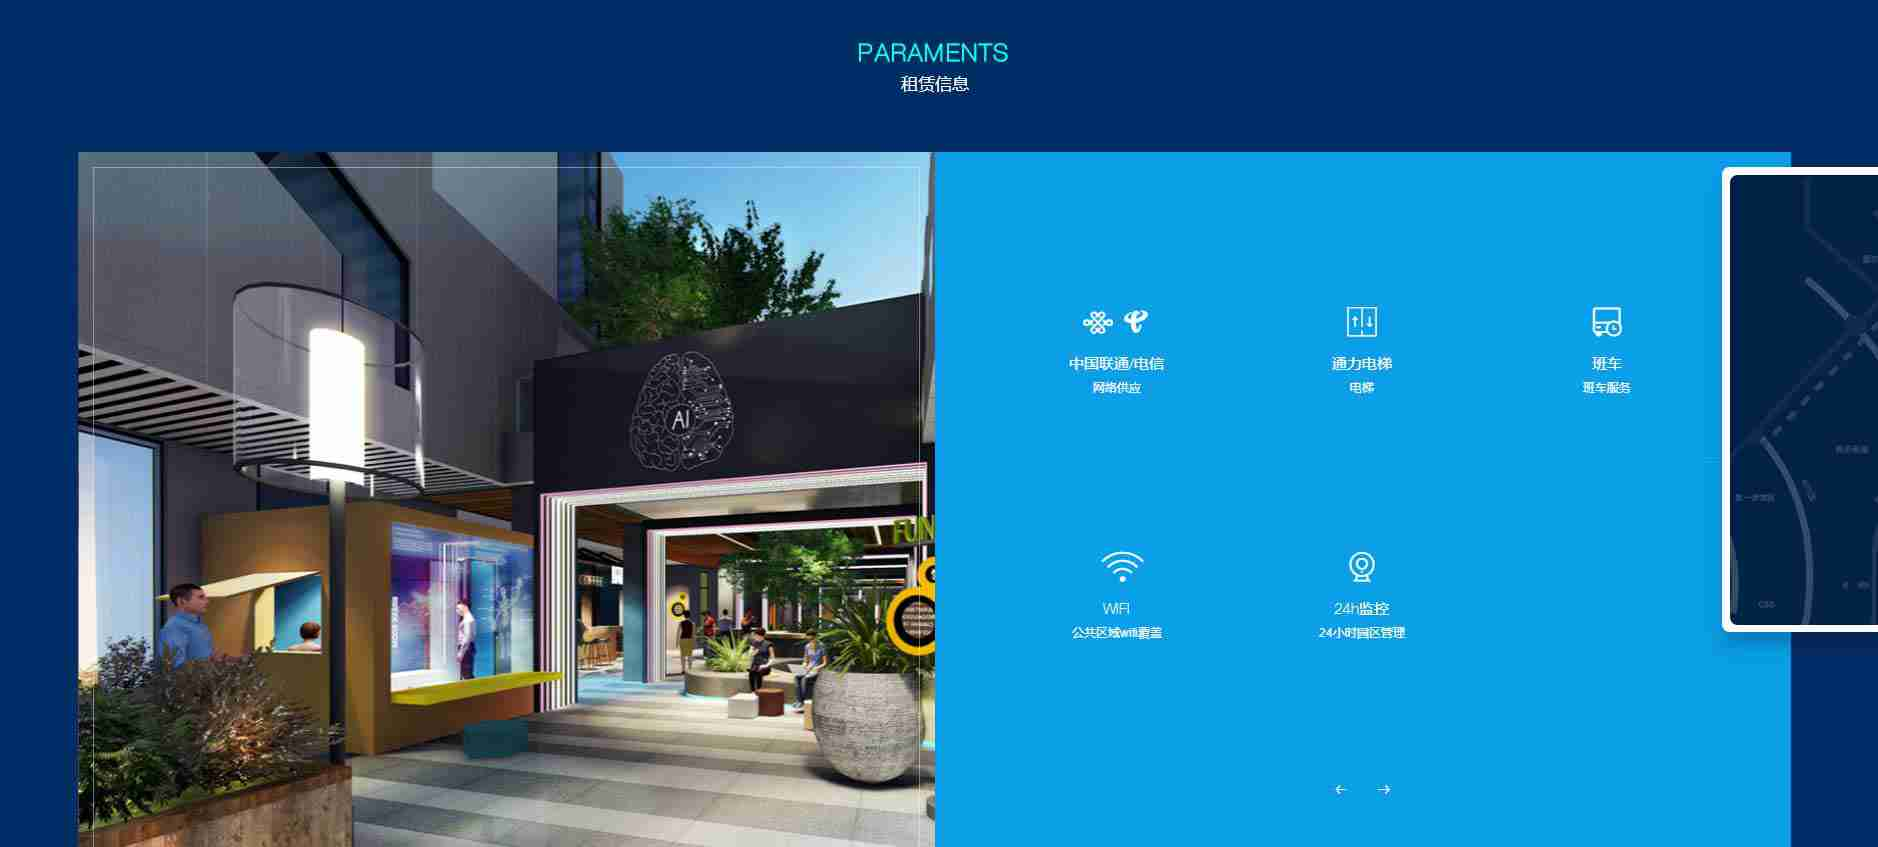 PARAMENTS
租赁信息
AI
FUN
中国联通/电信
网络供应
通力电梯
电梯
班车
班车服务
WIFI
公共区域wifi覆盖
24h监控
24小时园区管理